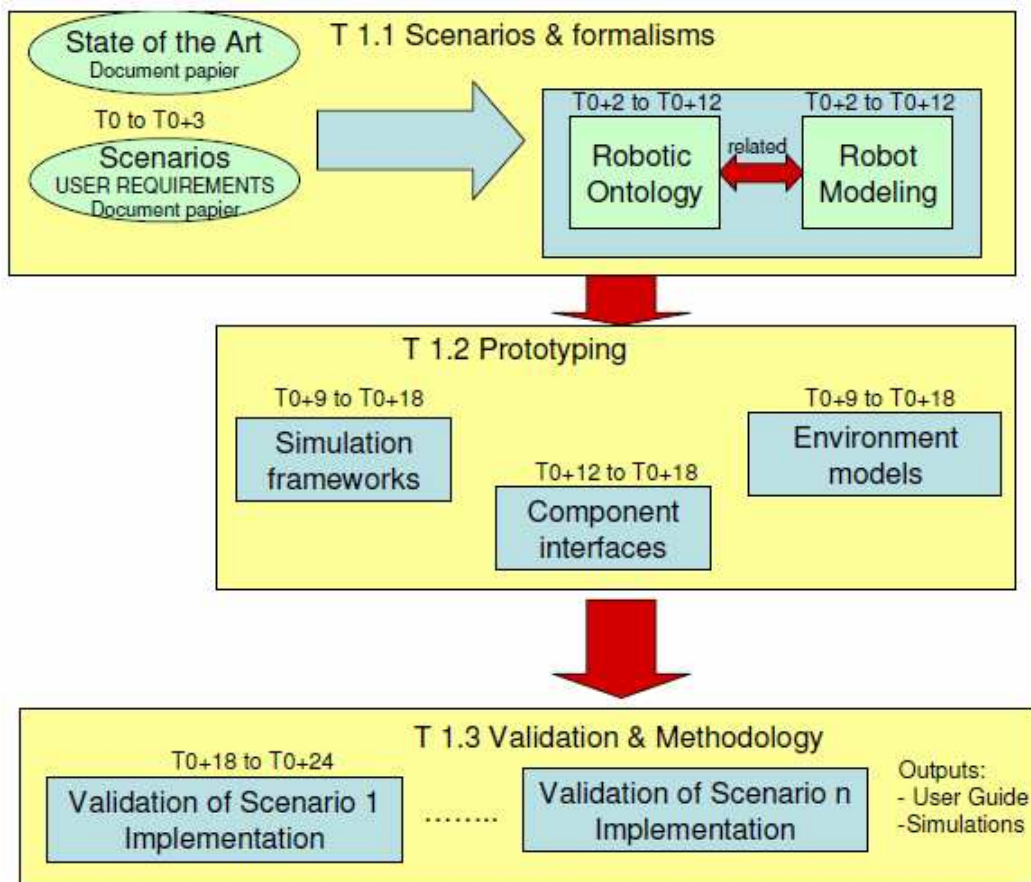 State of the Art
Document papier
T 1.1 Scenarios & formalisms
T0 to T0+3
Scenarios
USER REQUIREMENTS
Document papier
T0+2 to T0+12
T0+2 to T0+12
Robotic
Ontology
related
Robot
Modeling
T 1.2 Prototyping
T0+9 to T0+18
Simulation
frameworks
T0+12 to T0+18
Component
interfaces
T0+9 to T0+18
Environment
models
T 1.3 Validation & Methodology
T0+18 to T0+24
Validation of Scenario 1
Implementation
........
Validation of Scenario n
Implementation
Outputs:
- User Guide
-Simulations